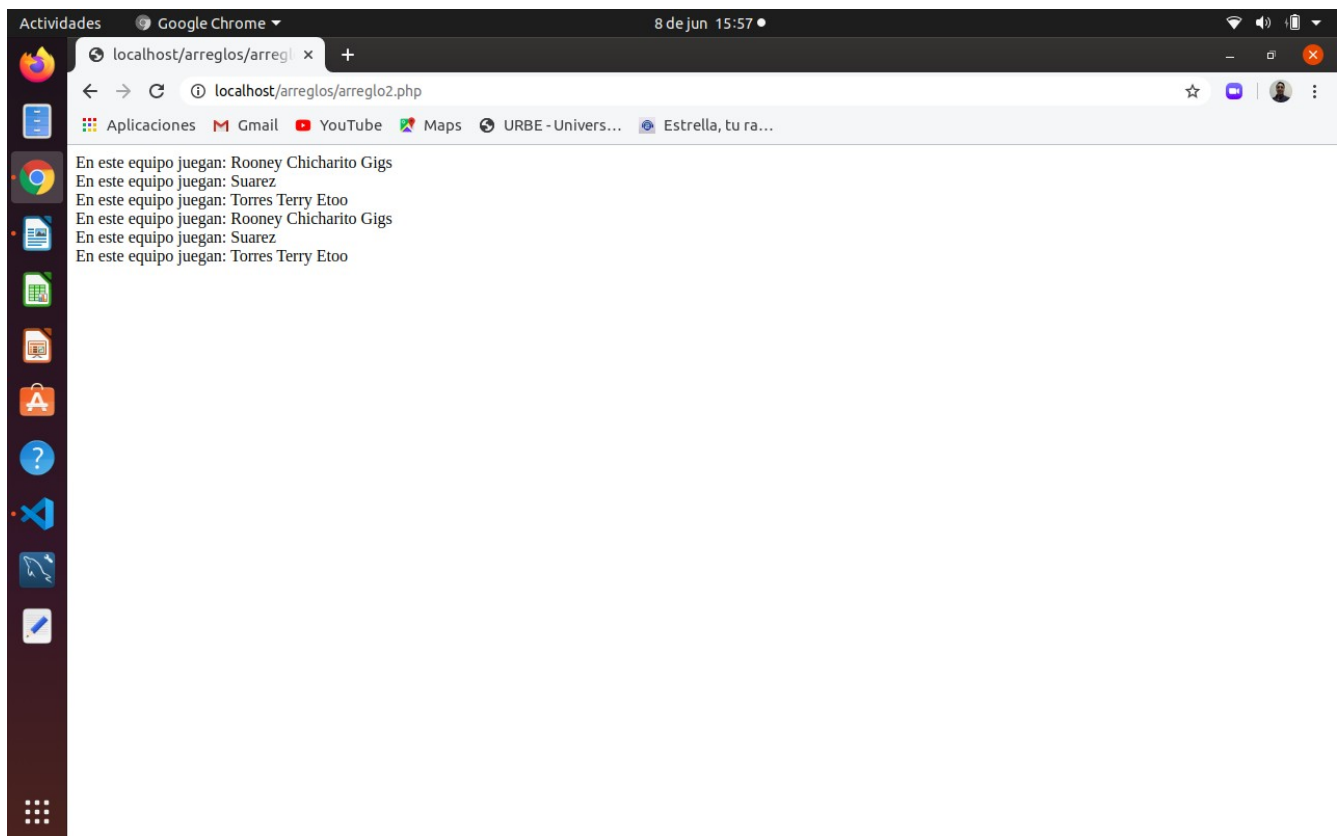 Actividades Google Chrome 8 de jun 15:57
localhost/arreglos/arregl
localhost/arreglos/arreglo2.php
Aplicaciones Gmail YouTube Maps URBE - Univers... Estrella, tu ra...
En este equipo juegan: Rooney Chicharito Gigs
En este equipo juegan: Suarez
En este equipo juegan: Torres Terry Etoo
En este equipo juegan: Rooney Chicharito Gigs
En este equipo juegan: Suarez
En este equipo juegan: Torres Terry Etoo